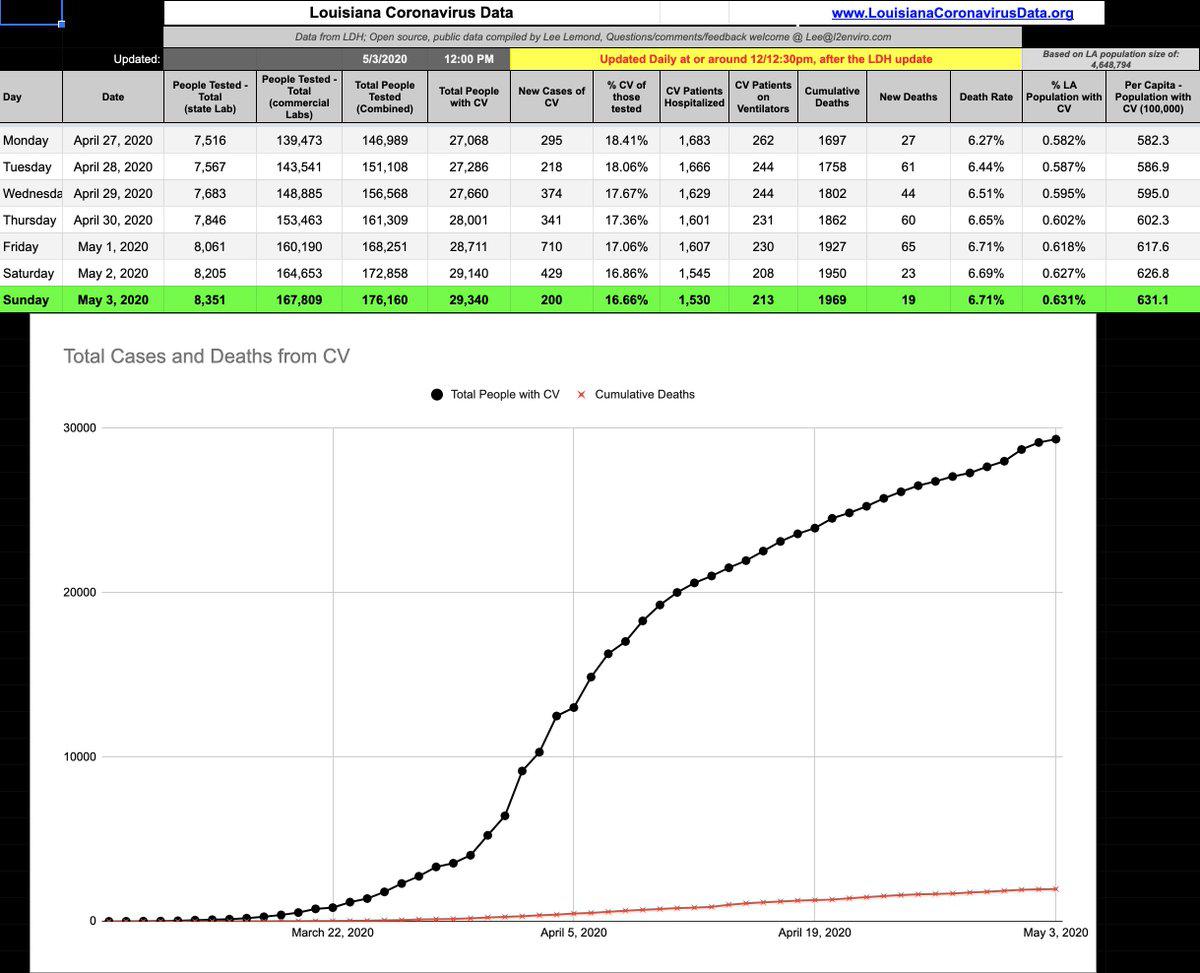 Louisiana Coronavirus Data www.LouisianaCoronavirusData.org
Data from LDH; Open source, public data compiled by Lee Lemond, Questions/comments/feedback welcome @ Lee@l2enviro.com
Updated: 5/3/2020 12:00 PM Updated Daily at or around 12/12:30pm, after the LDH update Based on LA population size of: 4,648,794
Day Date People Tested - Total (state Lab) People Tested - Total (commercial Labs) Total People Tested (Combined) Total People with CV New Cases of CV % CV of those tested CV Patients Hospitalized CV Patients on Ventilators Cumulative Deaths New Deaths Death Rate % LA Population with CV Per Capita - Population with CV (100,000)
Monday April 27, 2020 7,516 139,473 146,989 27,068 295 18.41% 1,683 262 1697 27 6.27% 0.582% 582.3
Tuesday April 28, 2020 7,567 143,541 151,108 27,286 218 18.06% 1,666 244 1758 61 6.44% 0.587% 586.9
Wednesda April 29, 2020 7,683 148,885 156,568 27,660 374 17.67% 1,629 244 1802 44 6.51% 0.595% 595.0
Thursday April 30, 2020 7,846 153,463 161,309 28,001 341 17.36% 1,601 231 1862 60 6.65% 0.602% 602.3
Friday May 1, 2020 8,061 160,190 168,251 28,711 710 17.06% 1,607 230 1927 65 6.71% 0.618% 617.6
Saturday May 2, 2020 8,205 164,653 172,858 29,140 429 16.86% 1,545 208 1950 23 6.69% 0.627% 626.8
Sunday May 3, 2020 8,351 167,809 176,160 29,340 200 16.66% 1,530 213 1969 19 6.71% 0.631% 631.1
Total Cases and Deaths from CV
Total People with CV Cumulative Deaths
30000
20000
10000
0
March 22, 2020 April 5, 2020 April 19, 2020 May 3, 2020